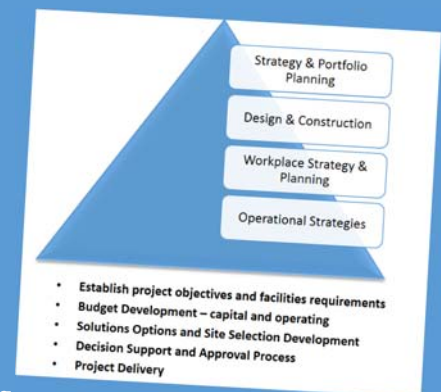 Strategy & Portfolio
Planning
Design & Construction
Workplace Strategy &
Planning
Operational Strategies
• Establish project objectives and facilities requirements
• Budget Development – capital and operating
• Solutions Options and Site Selection Development
• Decision Support and Approval Process
• Project Delivery